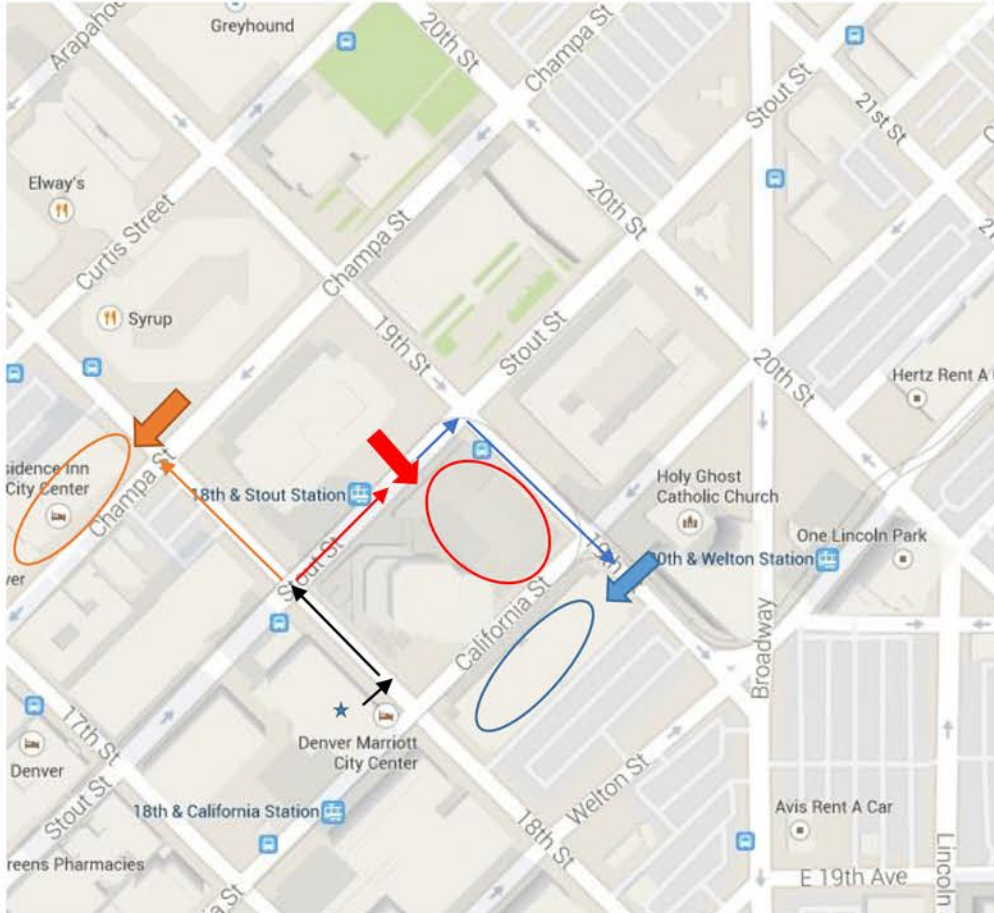 Greyhound
20th St
Champa St
Arapaho
Stout St
21st St
Elway's
Curtis Street
Champa St
20th St
Syrup
19th St
Stout St
20th St
Hertz Rent A
sidence Inn
City Center
Champa St
18th & Stout Station
Holy Ghost
Catholic Church
One Lincoln Park
20th & Welton Station
19th
Stout St
California St
Broadway
17th St
Denver
Denver Marriott
City Center
18th & California Station
Welton St
18th St
Avis Rent A Car
Stout St
reens Pharmacies
Lincoln
E 19th Ave
a St